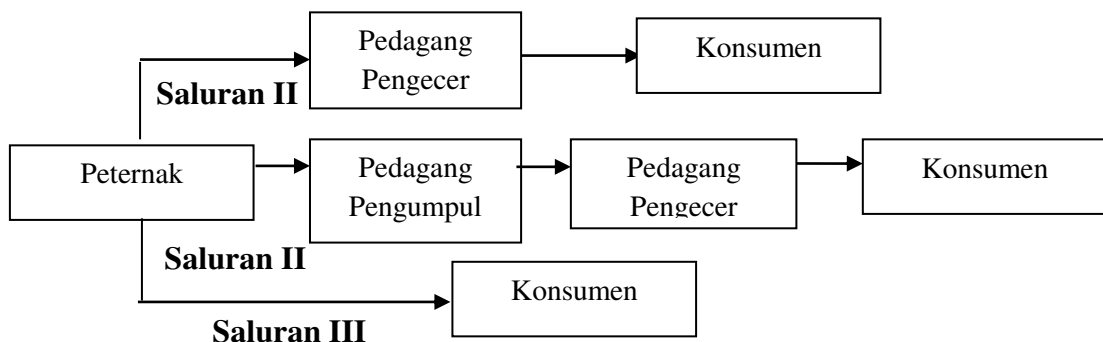 Pedagang
Pengecer
Konsumen
Saluran II
Peternak
Pedagang
Pengumpul
Pedagang
Pengecer
Konsumen
Saluran II
Konsumen
Saluran III